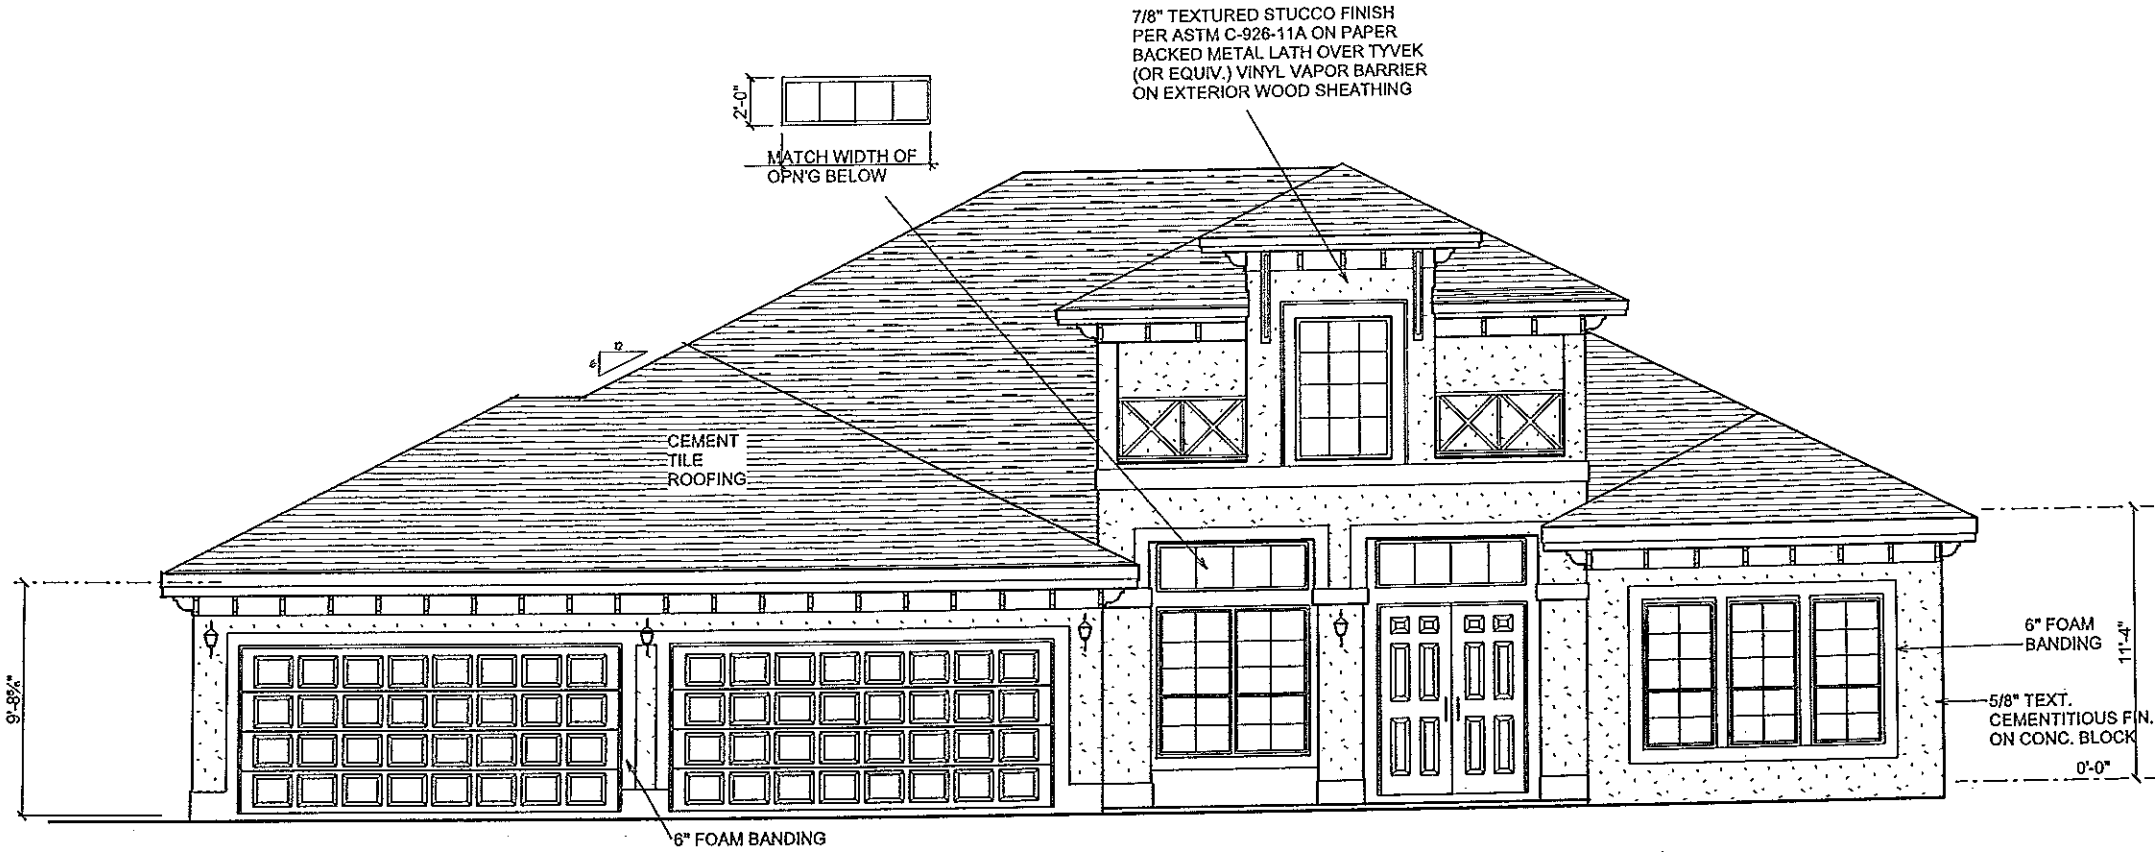 7/8" TEXTURED STUCCO FINISH
PER ASTM C-926-11A ON PAPER
BACKED METAL LATH OVER TYVEK
(OR EQUIV.) VINYL VAPOR BARRIER
ON EXTERIOR WOOD SHEATHING
2'-0"
MATCH WIDTH OF
OPN'G BELOW
12
6
CEMENT
TILE
ROOFING
9'-8⅝"
6" FOAM
BANDING
11'-4"
5/8" TEXT.
CEMENTITIOUS FIN.
ON CONC. BLOCK
0'-0"
6" FOAM BANDING